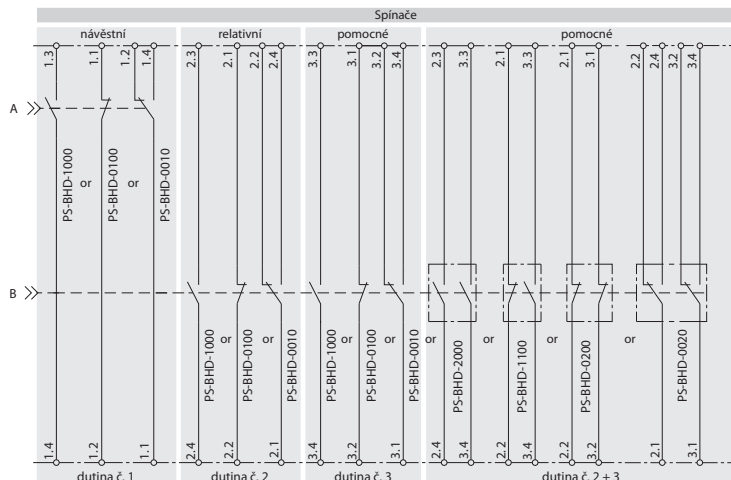 Spínače
návěstní relativní pomocné pomocné
1.3 1.1 1.2 1.4 2.3 2.1 2.2 2.4 3.3 3.1 3.2 3.4 2.3 3.3 2.1 3.3 2.1 3.1 2.2 2.4 3.2 3.4
A
PS-BHD-1000 or PS-BHD-0100 or PS-BHD-0010
B
PS-BHD-1000 or PS-BHD-0100 or PS-BHD-0010 PS-BHD-1000 or PS-BHD-0100 or PS-BHD-0010 or PS-BHD-2000 or PS-BHD-1100 or PS-BHD-0200 or PS-BHD-0020
1.4 1.2 1.1 2.4 2.2 2.1 3.4 3.2 3.1 2.4 3.4 2.2 3.4 2.2 3.2 2.1 3.1
dutina č. 1 dutina č. 2 dutina č. 3 dutina č. 2 + 3